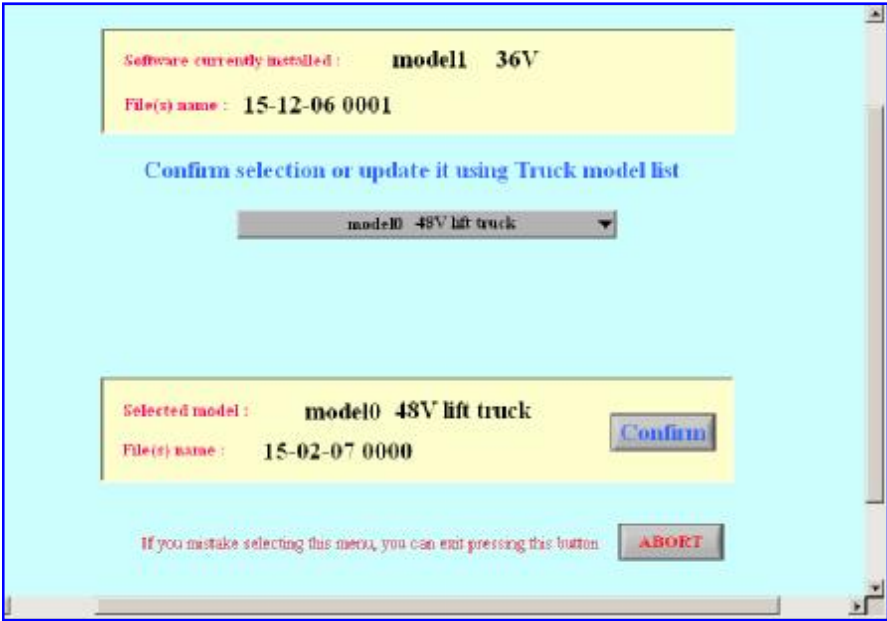 Software currently installed : model1 36V
File(s) name : 15-12-06 0001
Confirm selection or update it using Truck model list
model0 48V lift truck
Selected model : model0 48V lift truck
File(s) name : 15-02-07 0000
Confirm
If you mistake selecting this menu, you can exit pressing this button ABORT